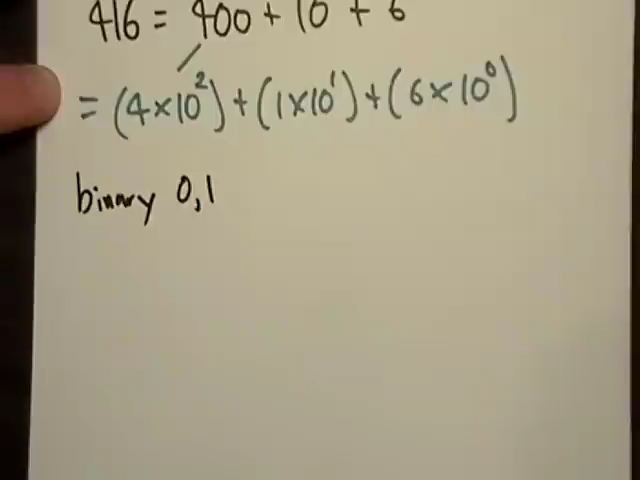 416 = 400 + 10 + 6
= (4×10²) + (1×10¹) + (6×10⁰)
binary 0,1